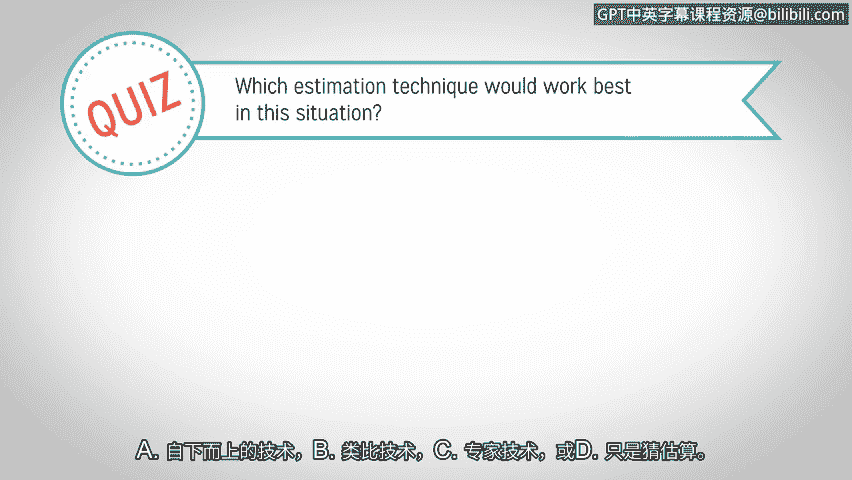 GPT中英字幕课程资源@bilibili.com
QUIZ
Which estimation technique would work best
in this situation?
A. 自下而上的技术，B. 类比技术，C. 专家技术，或D. 只是猜估算。